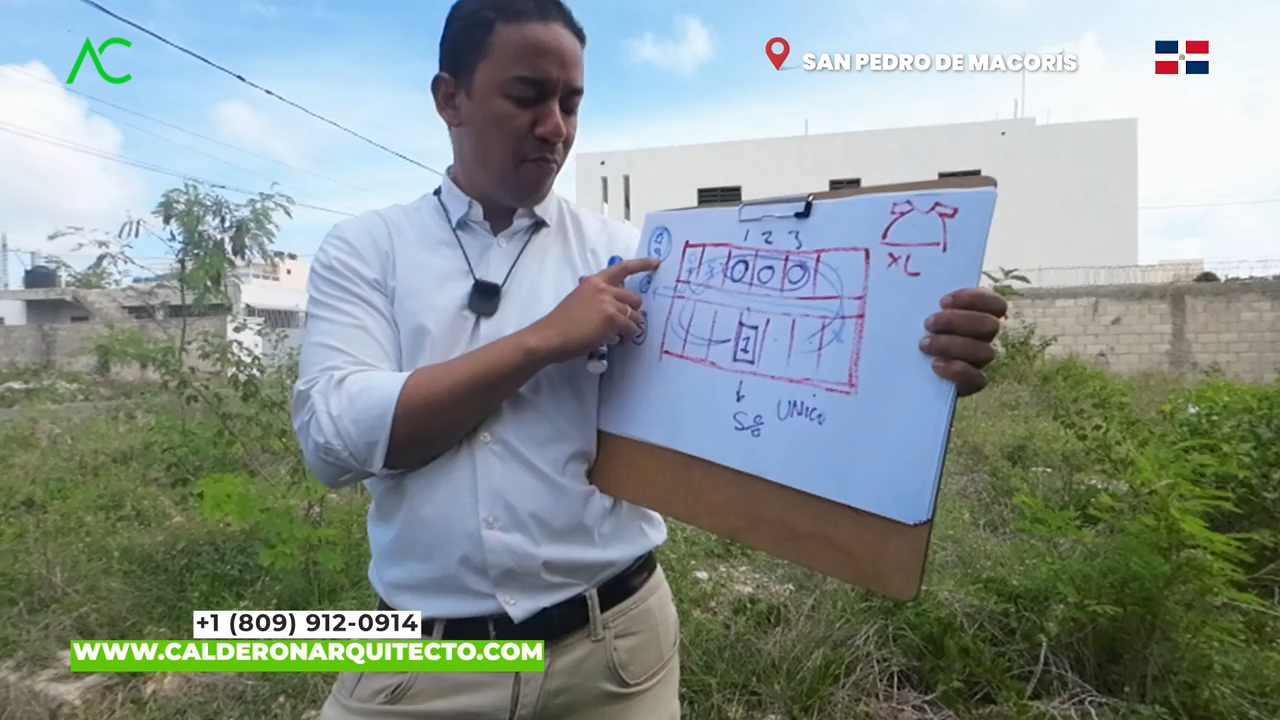 AC
SAN PEDRO DE MACORÍS
1 2 3
XL
1
UNICO
+1 (809) 912-0914
WWW.CALDERONARQUITECTO.COM